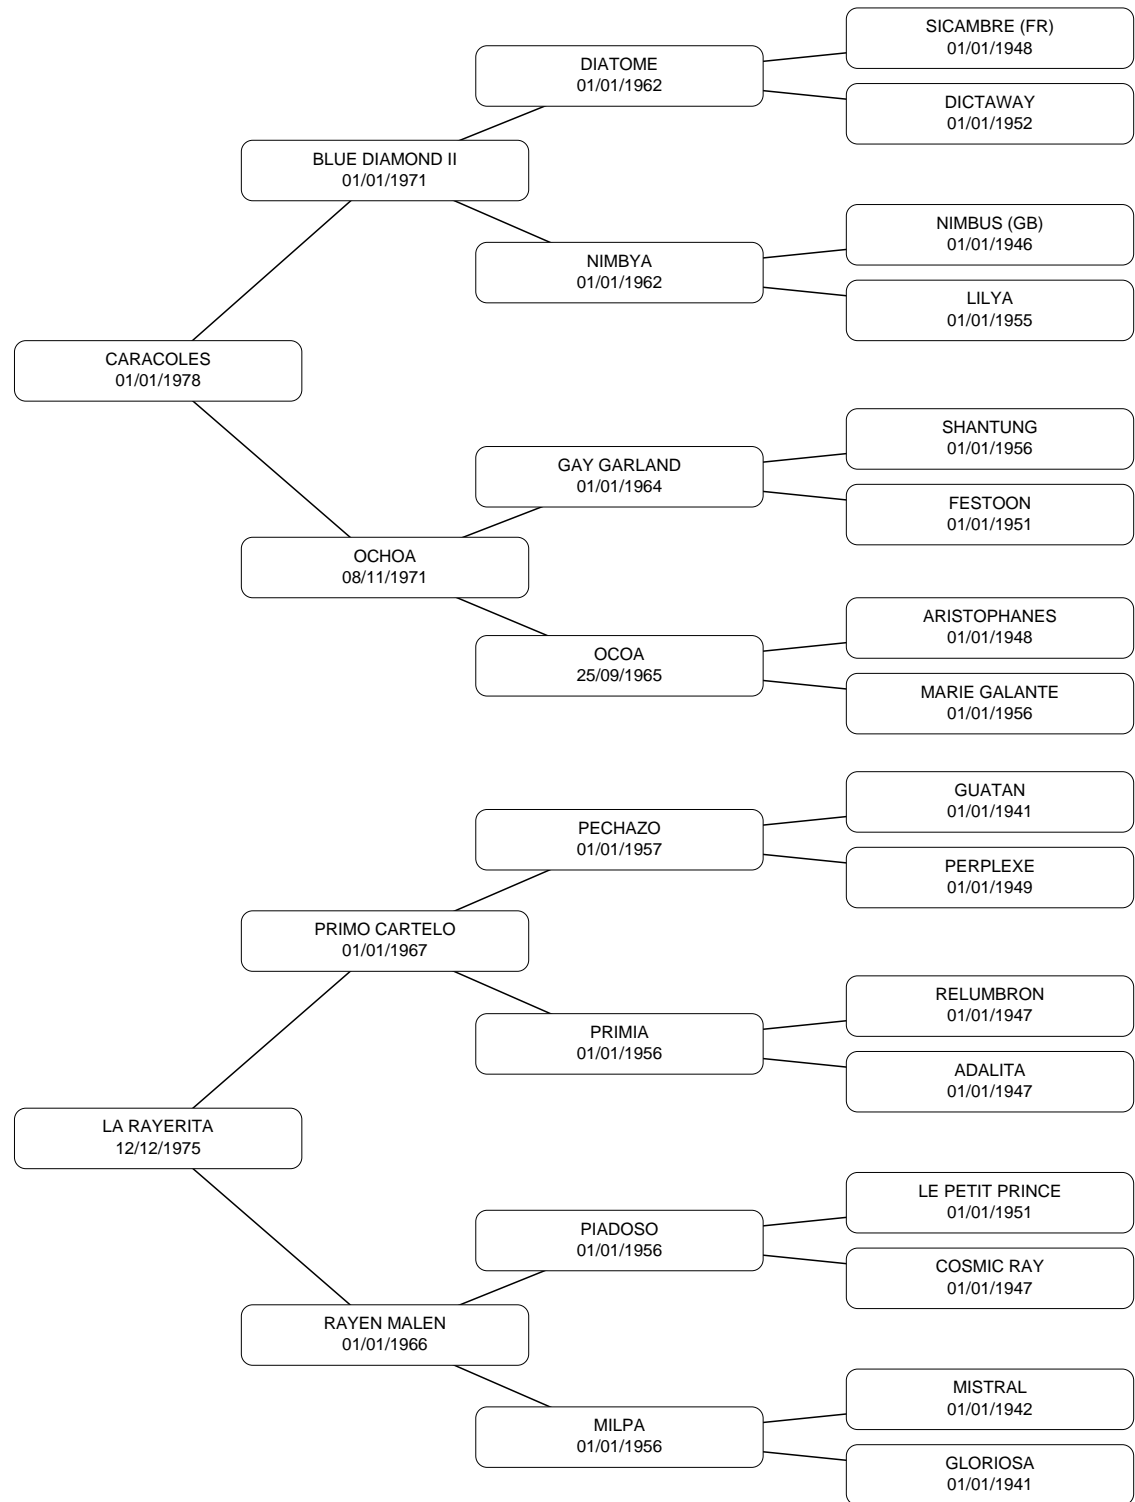 SICAMBRE (FR)
01/01/1948
DIATOME
01/01/1962
DICTAWAY
01/01/1952
BLUE DIAMOND II
01/01/1971
NIMBUS (GB)
01/01/1946
NIMBYA
01/01/1962
LILYA
01/01/1955
CARACOLES
01/01/1978
SHANTUNG
01/01/1956
GAY GARLAND
01/01/1964
FESTOON
01/01/1951
OCHOA
08/11/1971
ARISTOPHANES
01/01/1948
OCOA
25/09/1965
MARIE GALANTE
01/01/1956
GUATAN
01/01/1941
PECHAZO
01/01/1957
PERPLEXE
01/01/1949
PRIMO CARTELO
01/01/1967
RELUMBRON
01/01/1947
PRIMIA
01/01/1956
ADALITA
01/01/1947
LA RAYERITA
12/12/1975
LE PETIT PRINCE
01/01/1951
PIADOSO
01/01/1956
COSMIC RAY
01/01/1947
RAYEN MALEN
01/01/1966
MISTRAL
01/01/1942
MILPA
01/01/1956
GLORIOSA
01/01/1941